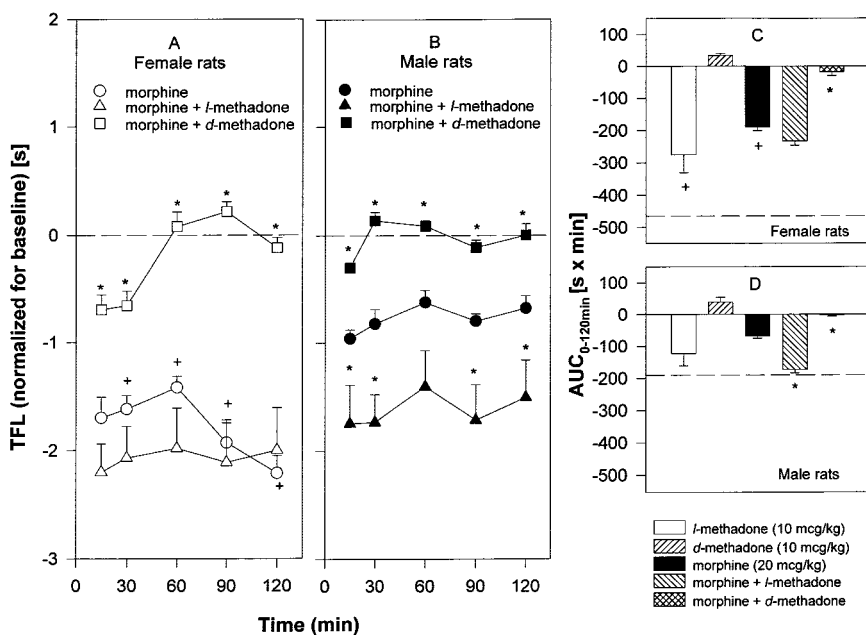 A
Female rats
morphine
morphine + l-methadone
morphine + d-methadone
B
Male rats
morphine
morphine + l-methadone
morphine + d-methadone
TFL (normalized for baseline) [s]
2
1
0
-1
-2
-3
* * * * *
+ + + +
* * * * *
* * * *
0 30 60 90 120
0 30 60 90 120
Time (min)
C
100
0
-100
-200
-300
-400
-500
+ + *
Female rats
D
100
0
-100
-200
-300
-400
-500
* *
Male rats
AUC0-120min [s x min]
l-methadone (10 mcg/kg)
d-methadone (10 mcg/kg)
morphine (20 mcg/kg)
morphine + l-methadone
morphine + d-methadone